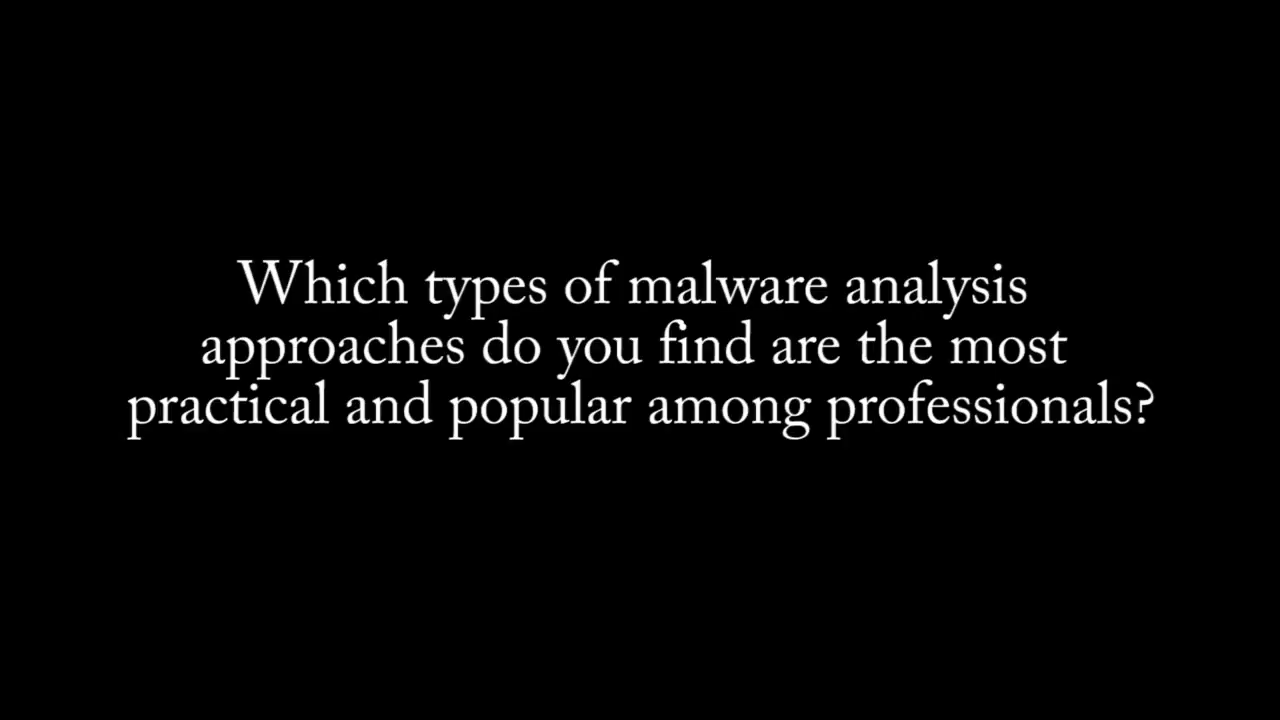 Which types of malware analysis
approaches do you find are the most
practical and popular among professionals?